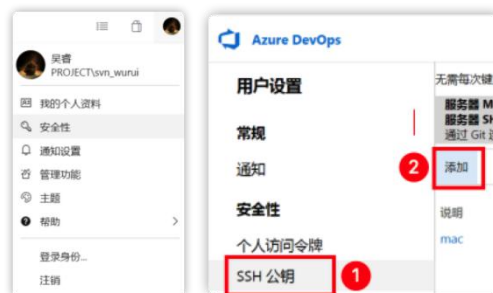 吴睿
PROJECT\svn_wurui
我的个人资料
安全性
通知设置
管理功能
主题
帮助
登录身份...
注销
Azure DevOps
用户设置
常规
通知
安全性
个人访问令牌
SSH 公钥
1
无需每次键
服务器 M
服务器 SH
通过 Git
2
添加
说明
mac